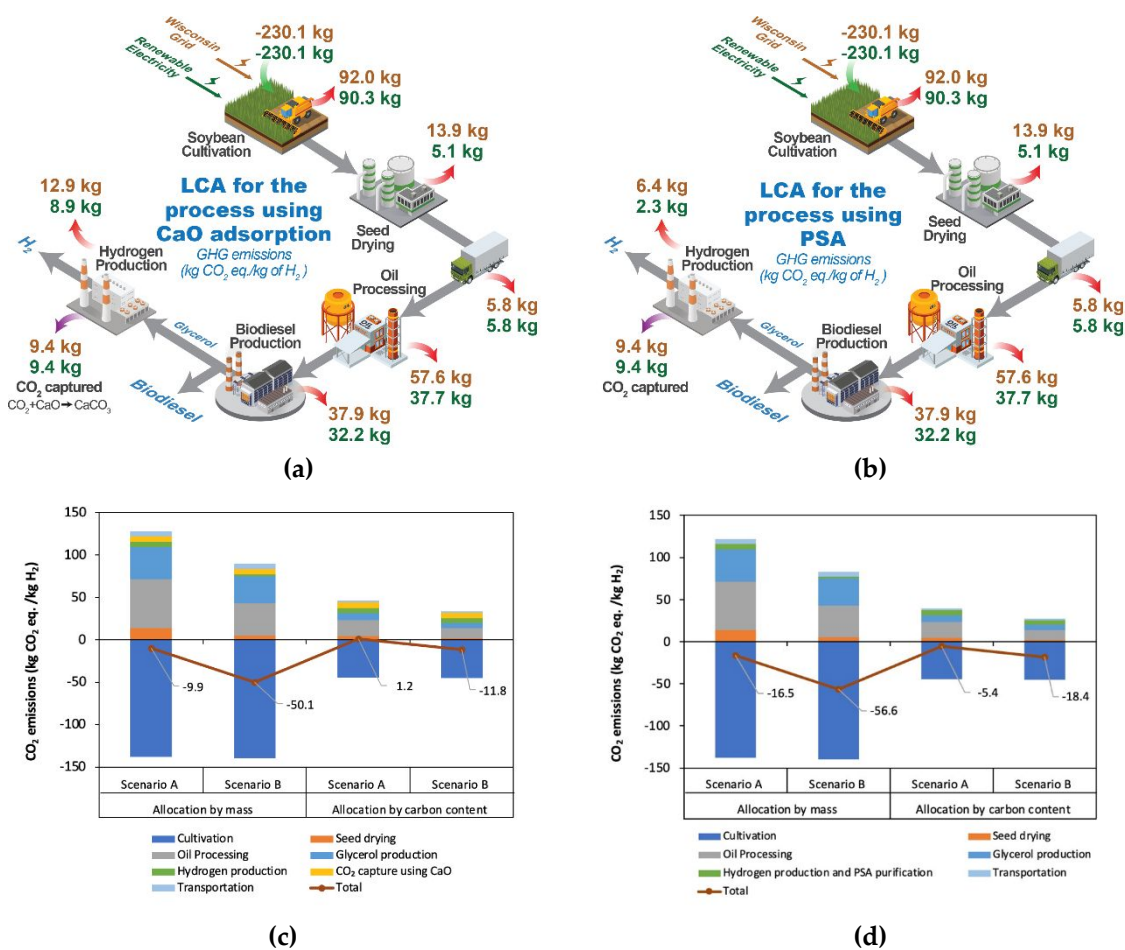 Wisconsin
Grid
Renewable
Electricity
-230.1 kg
-230.1 kg
92.0 kg
90.3 kg
Soybean
Cultivation
13.9 kg
5.1 kg
LCA for the
process using
CaO adsorption
GHG emissions
(kg CO2 eq./kg of H2 )
Seed
Drying
12.9 kg
8.9 kg
H2
Hydrogen
Production
Oil
Processing
5.8 kg
5.8 kg
Glycerol
Biodiesel
Production
9.4 kg
9.4 kg
CO2 captured
CO2+CaO➔CaCO3
Biodiesel
57.6 kg
37.7 kg
37.9 kg
32.2 kg
(a)
Wisconsin
Grid
Renewable
Electricity
-230.1 kg
-230.1 kg
92.0 kg
90.3 kg
Soybean
Cultivation
13.9 kg
5.1 kg
LCA for the
process using
PSA
GHG emissions
(kg CO2 eq./kg of H2 )
Seed
Drying
6.4 kg
2.3 kg
H2
Hydrogen
Production
Oil
Processing
5.8 kg
5.8 kg
Glycerol
Biodiesel
Production
9.4 kg
9.4 kg
CO2 captured
Biodiesel
57.6 kg
37.7 kg
37.9 kg
32.2 kg
(b)
CO2 emissions (kg CO2 eq. /kg H2)
150
100
50
0
-50
-100
-150
-9.9
-50.1
1.2
-11.8
Scenario A Scenario B Scenario A Scenario B
Allocation by mass Allocation by carbon content
Cultivation Seed drying
Oil Processing Glycerol production
Hydrogen production CO2 capture using CaO
Transportation Total
(c)
CO2 emissions (kg CO2 eq. /kg H2)
150
100
50
0
-50
-100
-150
-16.5
-56.6
-5.4
-18.4
Scenario A Scenario B Scenario A Scenario B
Allocation by mass Allocation by carbon content
Cultivation Seed drying
Oil Processing Glycerol production
Hydrogen production and PSA purification Transportation
Total
(d)